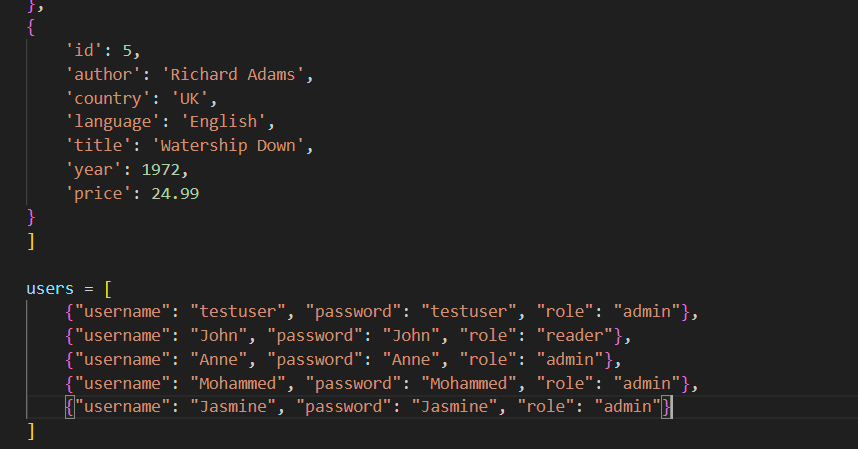 },
{
'id': 5,
'author': 'Richard Adams',
'country': 'UK',
'language': 'English',
'title': 'Watership Down',
'year': 1972,
'price': 24.99
}
]
users = [
{"username": "testuser", "password": "testuser", "role": "admin"},
{"username": "John", "password": "John", "role": "reader"},
{"username": "Anne", "password": "Anne", "role": "admin"},
{"username": "Mohammed", "password": "Mohammed", "role": "admin"},
{"username": "Jasmine", "password": "Jasmine", "role": "admin"}
]